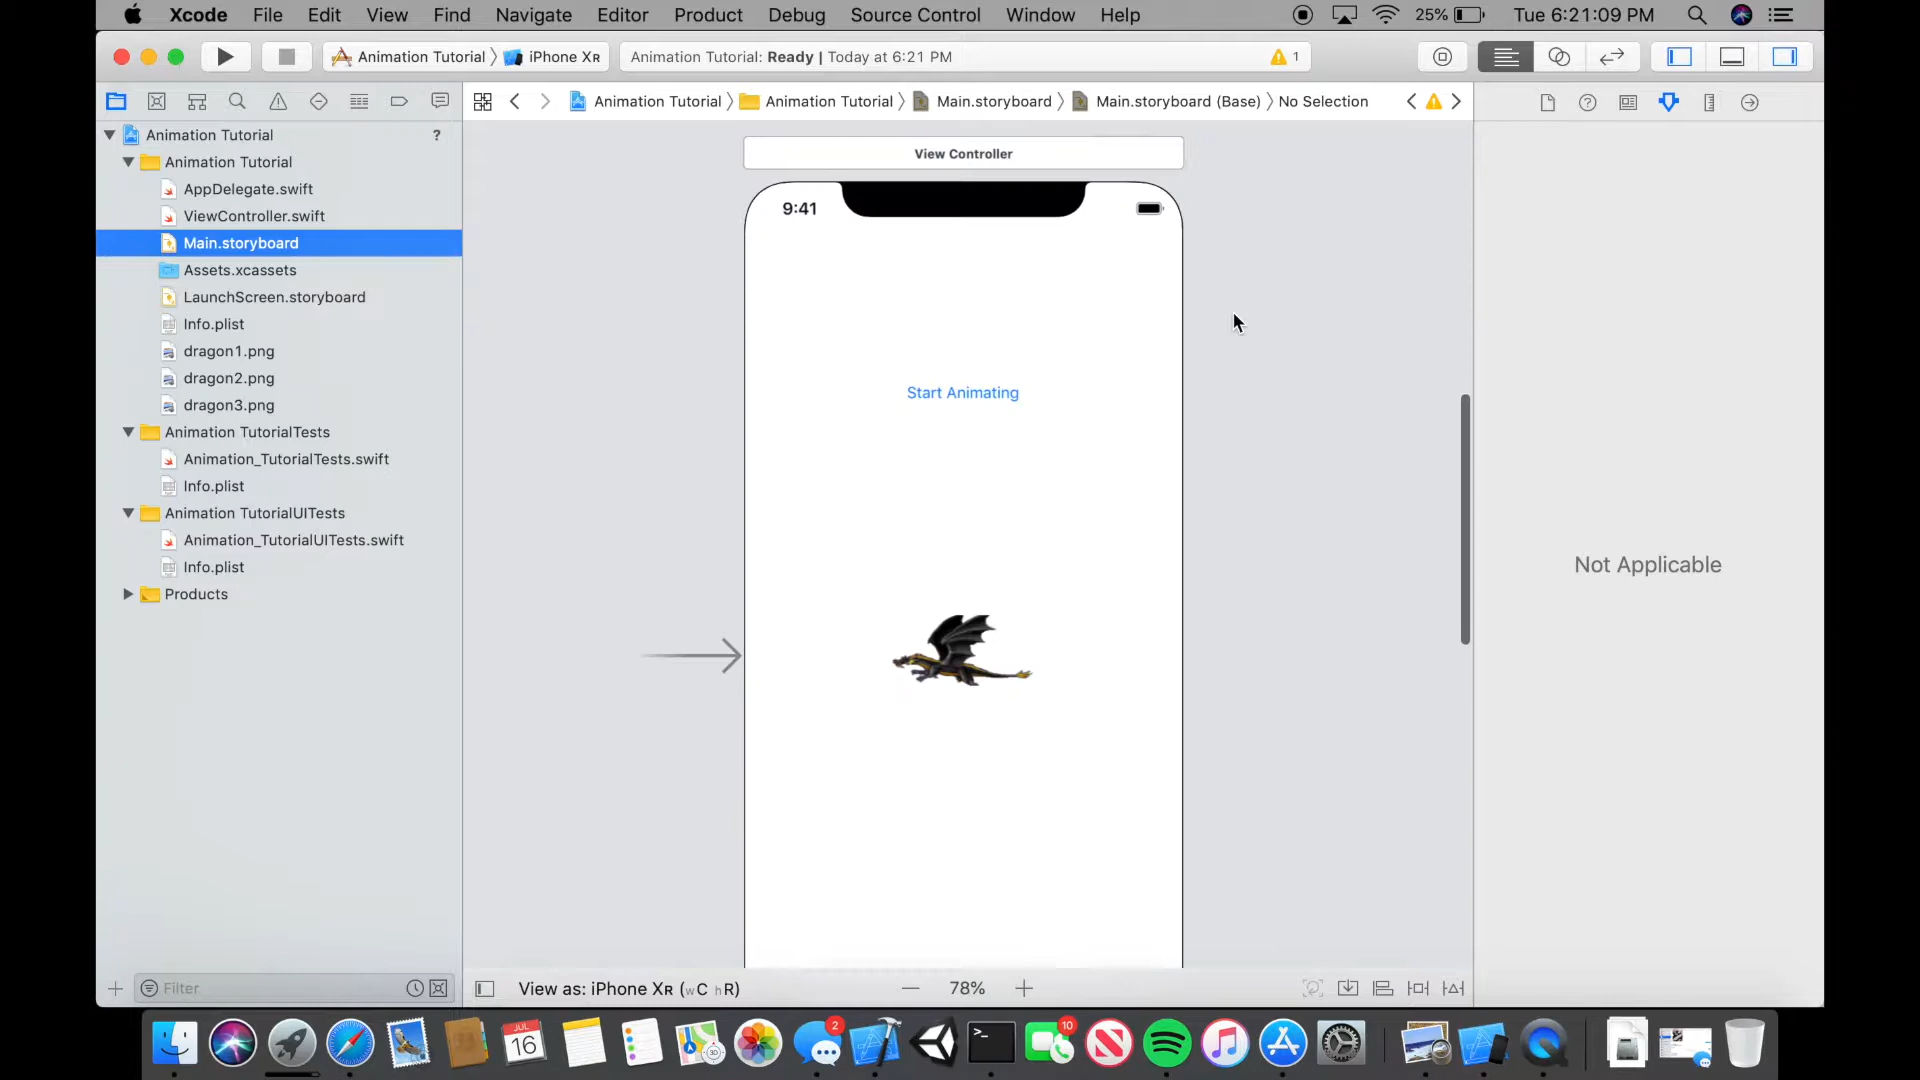 Xcode File Edit View Find Navigate Editor Product Debug Source Control Window Help 25% Tue 6:21:09 PM
Animation Tutorial iPhone XR Animation Tutorial: Ready | Today at 6:21 PM 1
Animation Tutorial Animation Tutorial Main.storyboard Main.storyboard (Base) No Selection
Animation Tutorial ?
Animation Tutorial
AppDelegate.swift
ViewController.swift
Main.storyboard
Assets.xcassets
LaunchScreen.storyboard
Info.plist
dragon1.png
dragon2.png
dragon3.png
Animation TutorialTests
Animation_TutorialTests.swift
Info.plist
Animation TutorialUITests
Animation_TutorialUITests.swift
Info.plist
Products
View Controller
9:41
Start Animating
Not Applicable
Filter
View as: iPhone XR (wC hR)
78%
JUL
16
3D
2
10